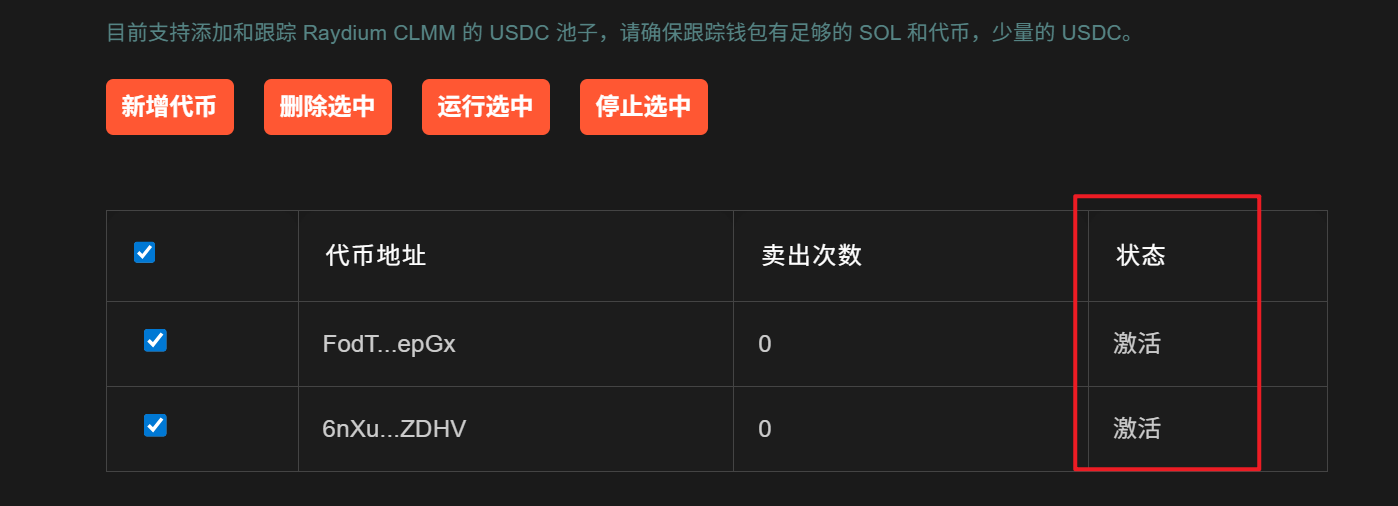 目前支持添加和跟踪 Raydium CLMM 的 USDC 池子，请确保跟踪钱包有足够的 SOL 和代币，少量的 USDC。
新增代币 删除选中 运行选中 停止选中
代币地址 卖出次数 状态
FodT...epGx 0 激活
6nXu...ZDHV 0 激活